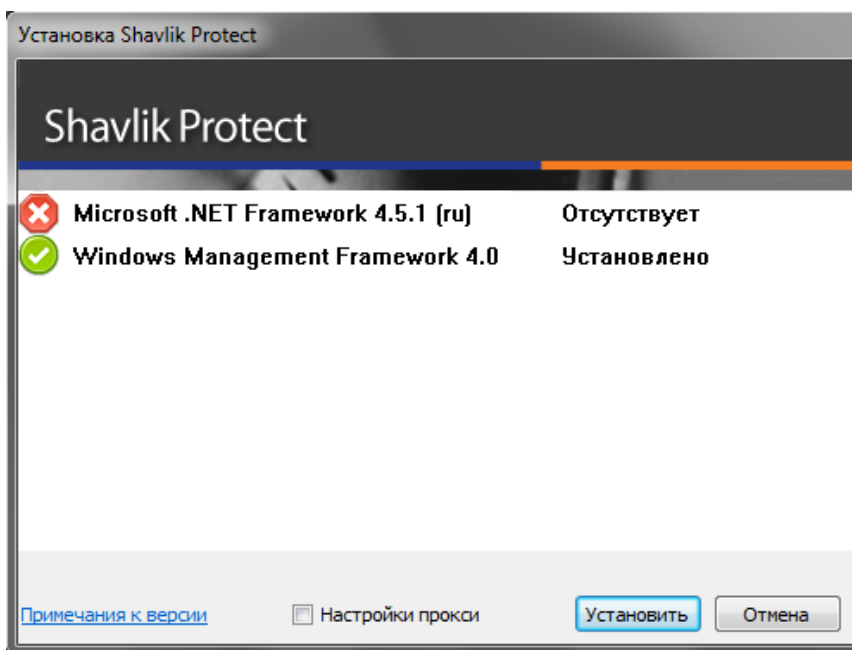 Установка Shavlik Protect
Shavlik Protect
Microsoft .NET Framework 4.5.1 (ru) Отсутствует
Windows Management Framework 4.0 Установлено
Примечания к версии Настройки прокси Установить Отмена